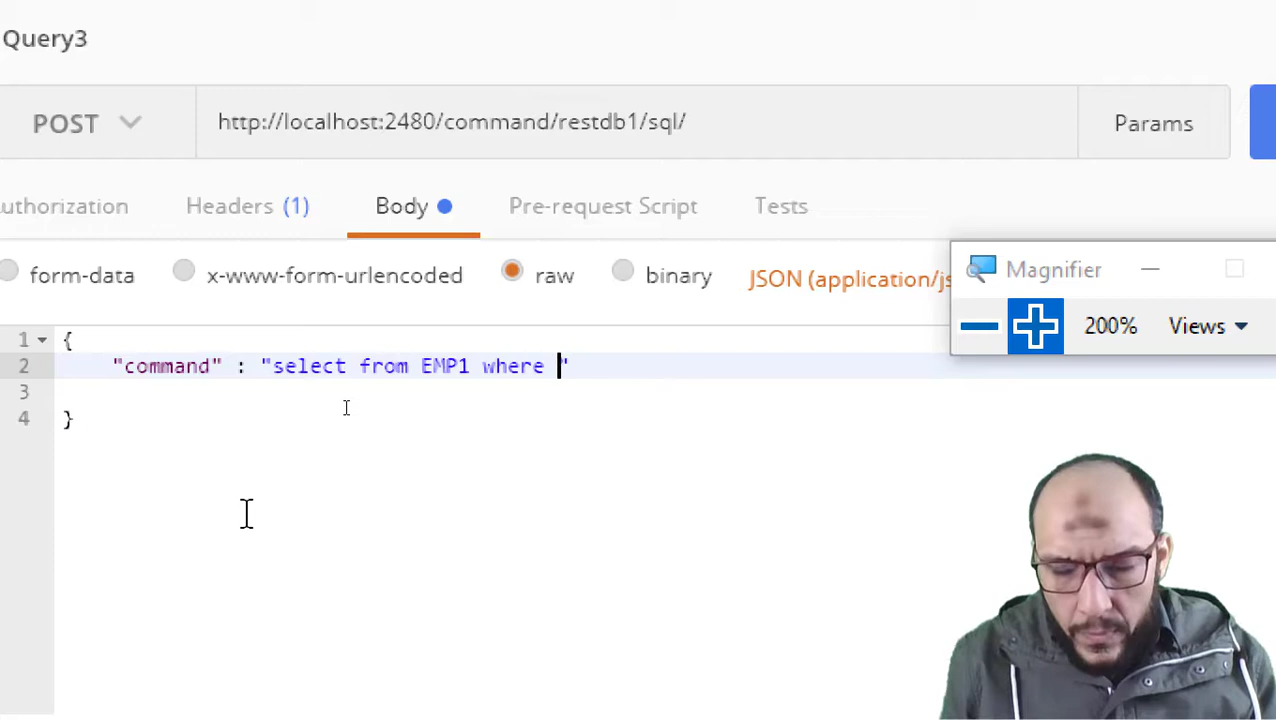 Query3
POST http://localhost:2480/command/restdb1/sql/ Params
uthorization Headers (1) Body Pre-request Script Tests
form-data x-www-form-urlencoded raw binary JSON (application/js
Magnifier
200% Views
1 {
2 "command" : "select from EMP1 where "
3
4 }